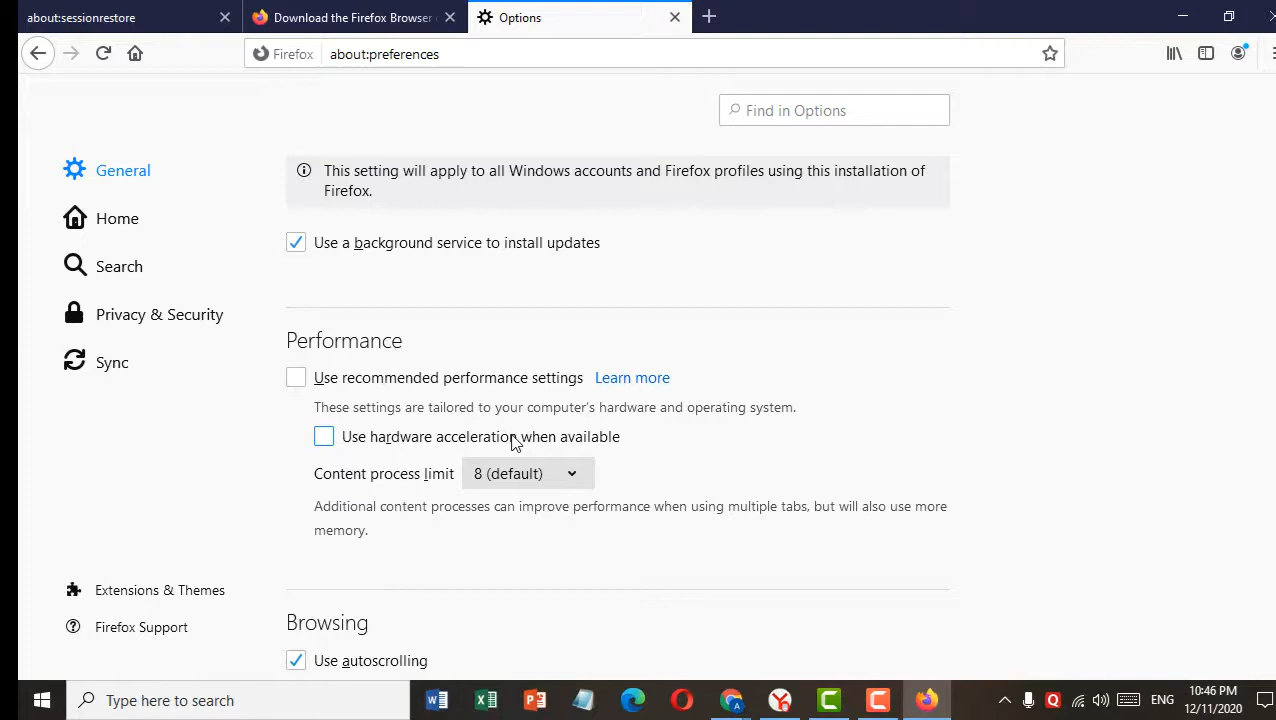 about:sessionrestore
Download the Firefox Browser
Options
Firefox
about:preferences
Find in Options
General
Home
Search
Privacy & Security
Sync
Extensions & Themes
Firefox Support
This setting will apply to all Windows accounts and Firefox profiles using this installation of
Firefox.
Use a background service to install updates
Performance
Use recommended performance settings Learn more
These settings are tailored to your computer's hardware and operating system.
Use hardware acceleration when available
Content process limit 8 (default)
Additional content processes can improve performance when using multiple tabs, but will also use more
memory.
Browsing
Use autoscrolling
Type here to search
ENG
10:46 PM
12/11/2020